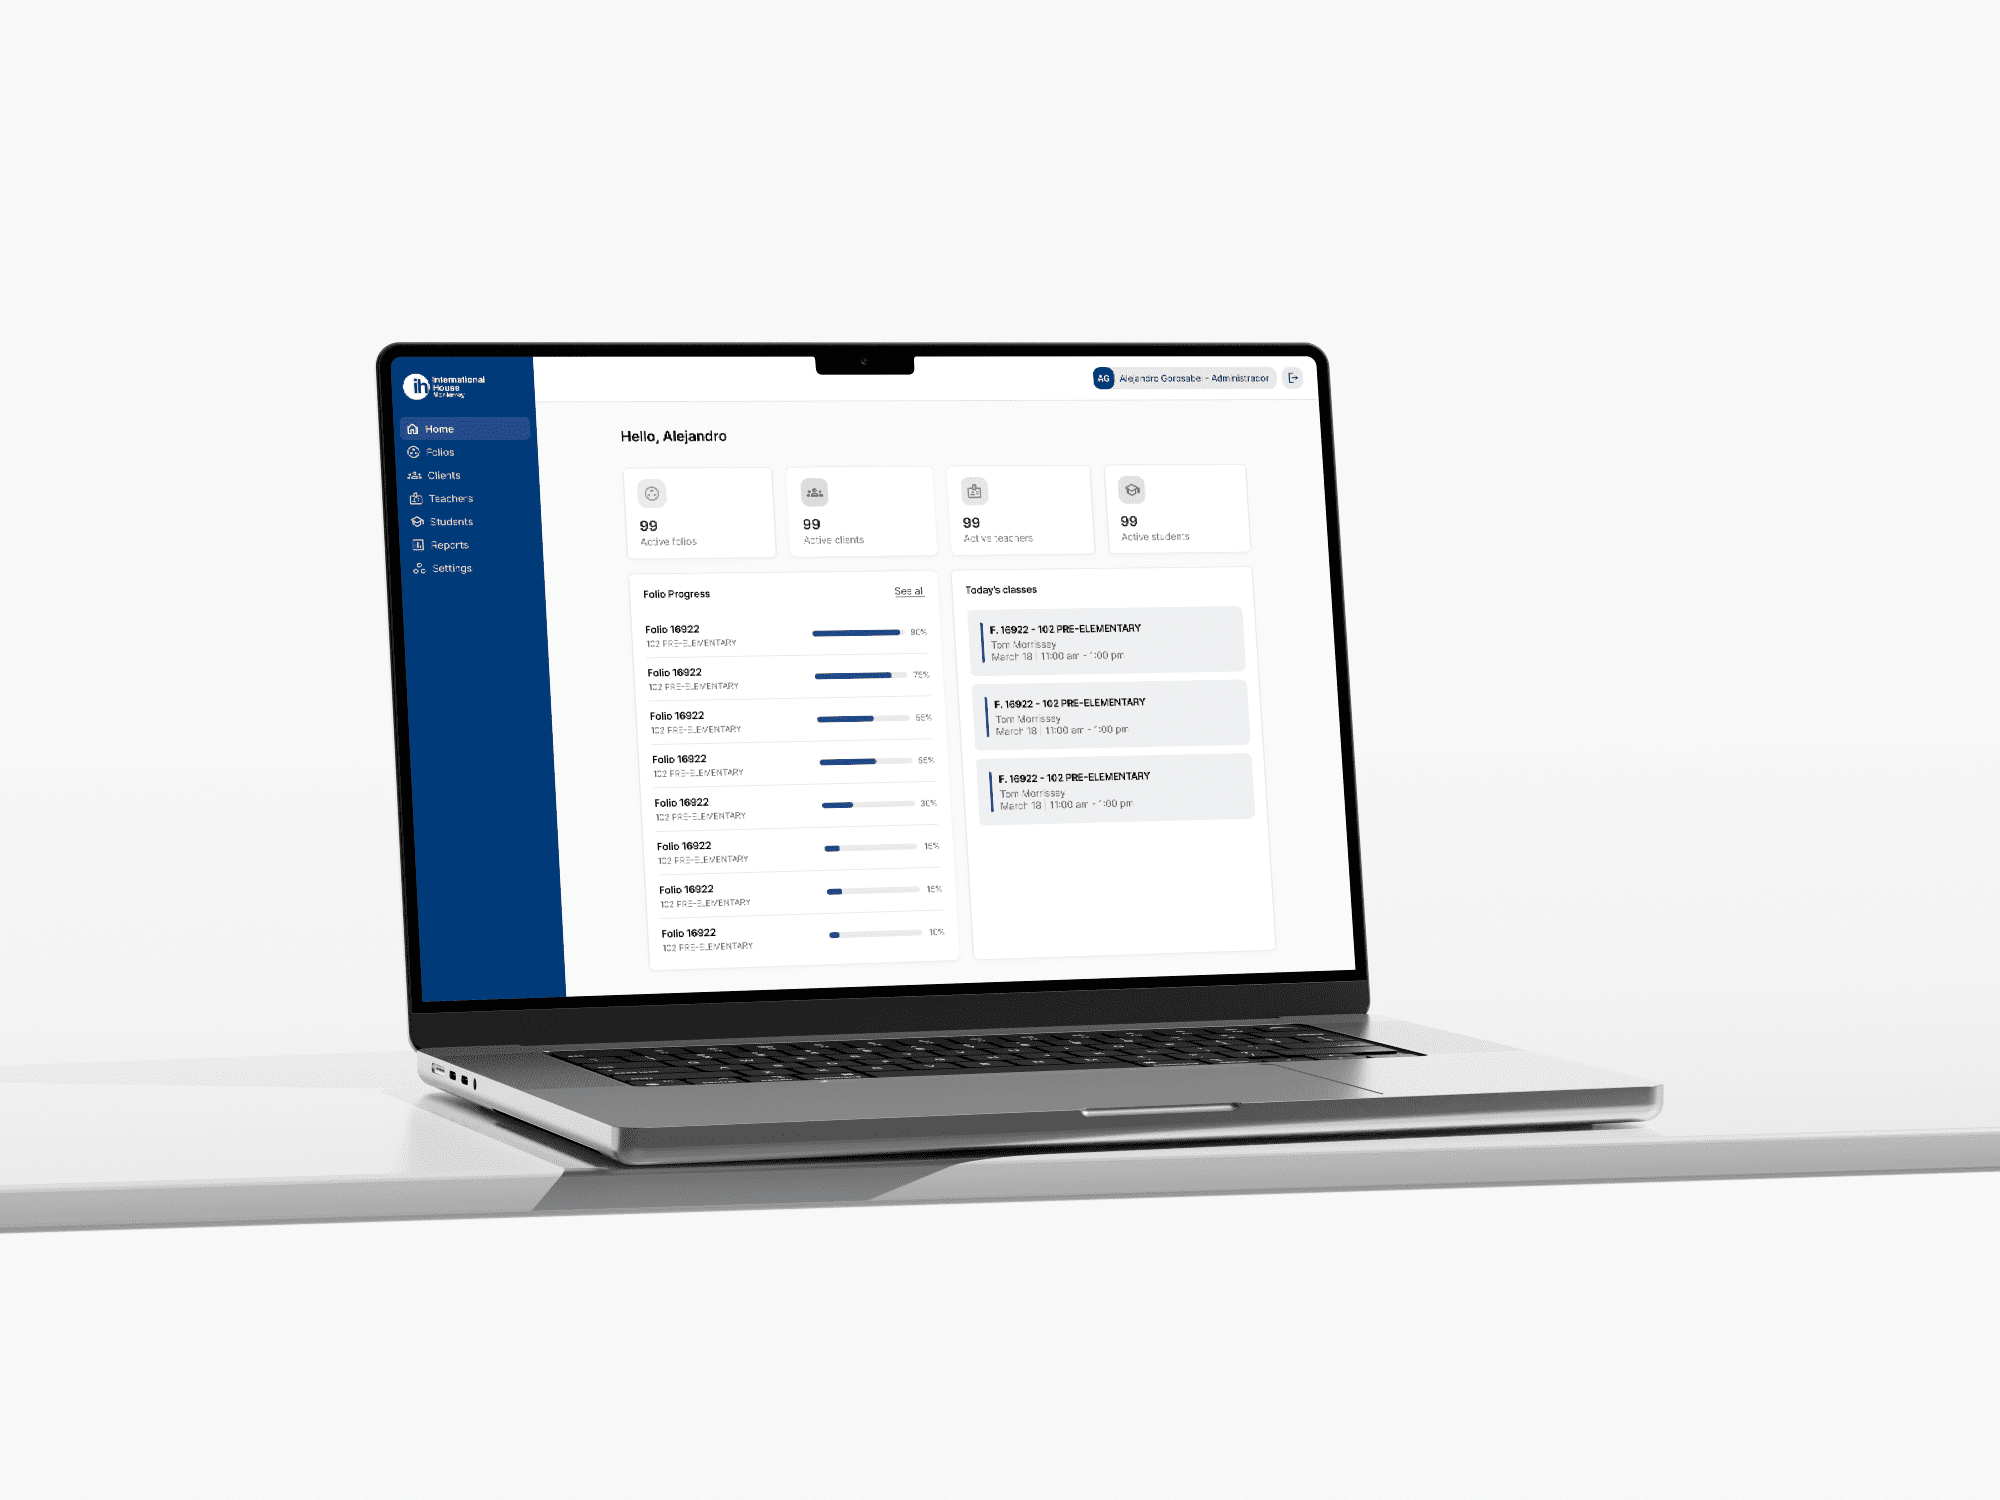 International
House
Monterrey
AG Alejandro Gorosabel - Administrador
Home
Folios
Clients
Teachers
Students
Reports
Settings
Hello, Alejandro
99
Active folios
99
Active clients
99
Active teachers
99
Active students
Folio Progress
See all
Folio 16922
102 PRE-ELEMENTARY
90%
Folio 16922
102 PRE-ELEMENTARY
75%
Folio 16922
102 PRE-ELEMENTARY
55%
Folio 16922
102 PRE-ELEMENTARY
55%
Folio 16922
102 PRE-ELEMENTARY
30%
Folio 16922
102 PRE-ELEMENTARY
15%
Folio 16922
102 PRE-ELEMENTARY
15%
Folio 16922
102 PRE-ELEMENTARY
10%
Today's classes
F. 16922 - 102 PRE-ELEMENTARY
Tom Morrissey
March 18 | 11:00 am - 1:00 pm
F. 16922 - 102 PRE-ELEMENTARY
Tom Morrissey
March 18 | 11:00 am - 1:00 pm
F. 16922 - 102 PRE-ELEMENTARY
Tom Morrissey
March 18 | 11:00 am - 1:00 pm